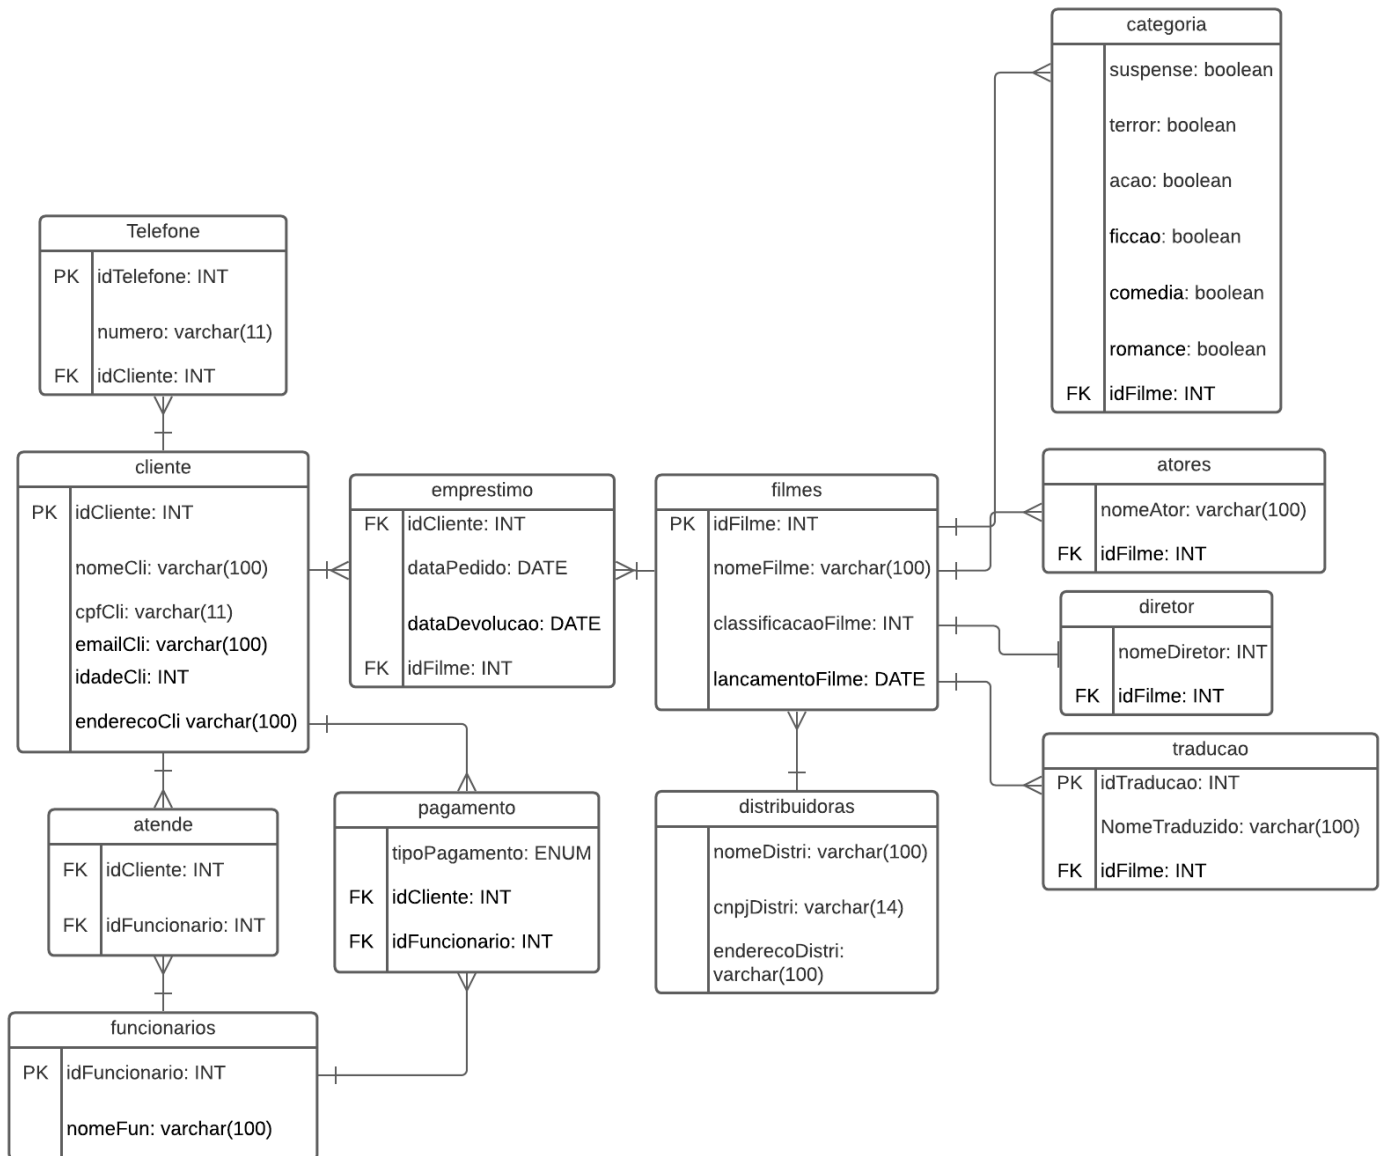 categoria
suspense: boolean
terror: boolean
acao: boolean
ficcao: boolean
comedia: boolean
romance: boolean
FK idFilme: INT
Telefone
PK idTelefone: INT
numero: varchar(11)
FK idCliente: INT
cliente
PK idCliente: INT
nomeCli: varchar(100)
cpfCli: varchar(11)
emailCli: varchar(100)
idadeCli: INT
enderecoCli varchar(100)
emprestimo
FK idCliente: INT
dataPedido: DATE
dataDevolucao: DATE
FK idFilme: INT
filmes
PK idFilme: INT
nomeFilme: varchar(100)
classificacaoFilme: INT
lancamentoFilme: DATE
atores
nomeAtor: varchar(100)
FK idFilme: INT
diretor
nomeDiretor: INT
FK idFilme: INT
traducao
PK idTraducao: INT
NomeTraduzido: varchar(100)
FK idFilme: INT
atende
FK idCliente: INT
FK idFuncionario: INT
pagamento
tipoPagamento: ENUM
FK idCliente: INT
FK idFuncionario: INT
distribuidoras
nomeDistri: varchar(100)
cnpjDistri: varchar(14)
enderecoDistri:
varchar(100)
funcionarios
PK idFuncionario: INT
nomeFun: varchar(100)